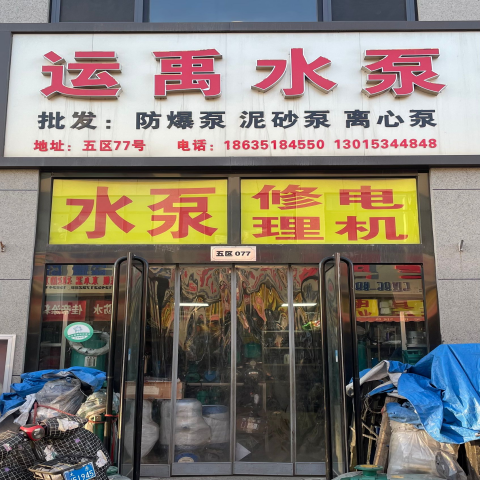 运禹水泵
批发：防爆泵 泥砂泵 离心泵
地址：五区77号 电话：18635184550 13015344848
水泵
修理 电机
五区 077
51945